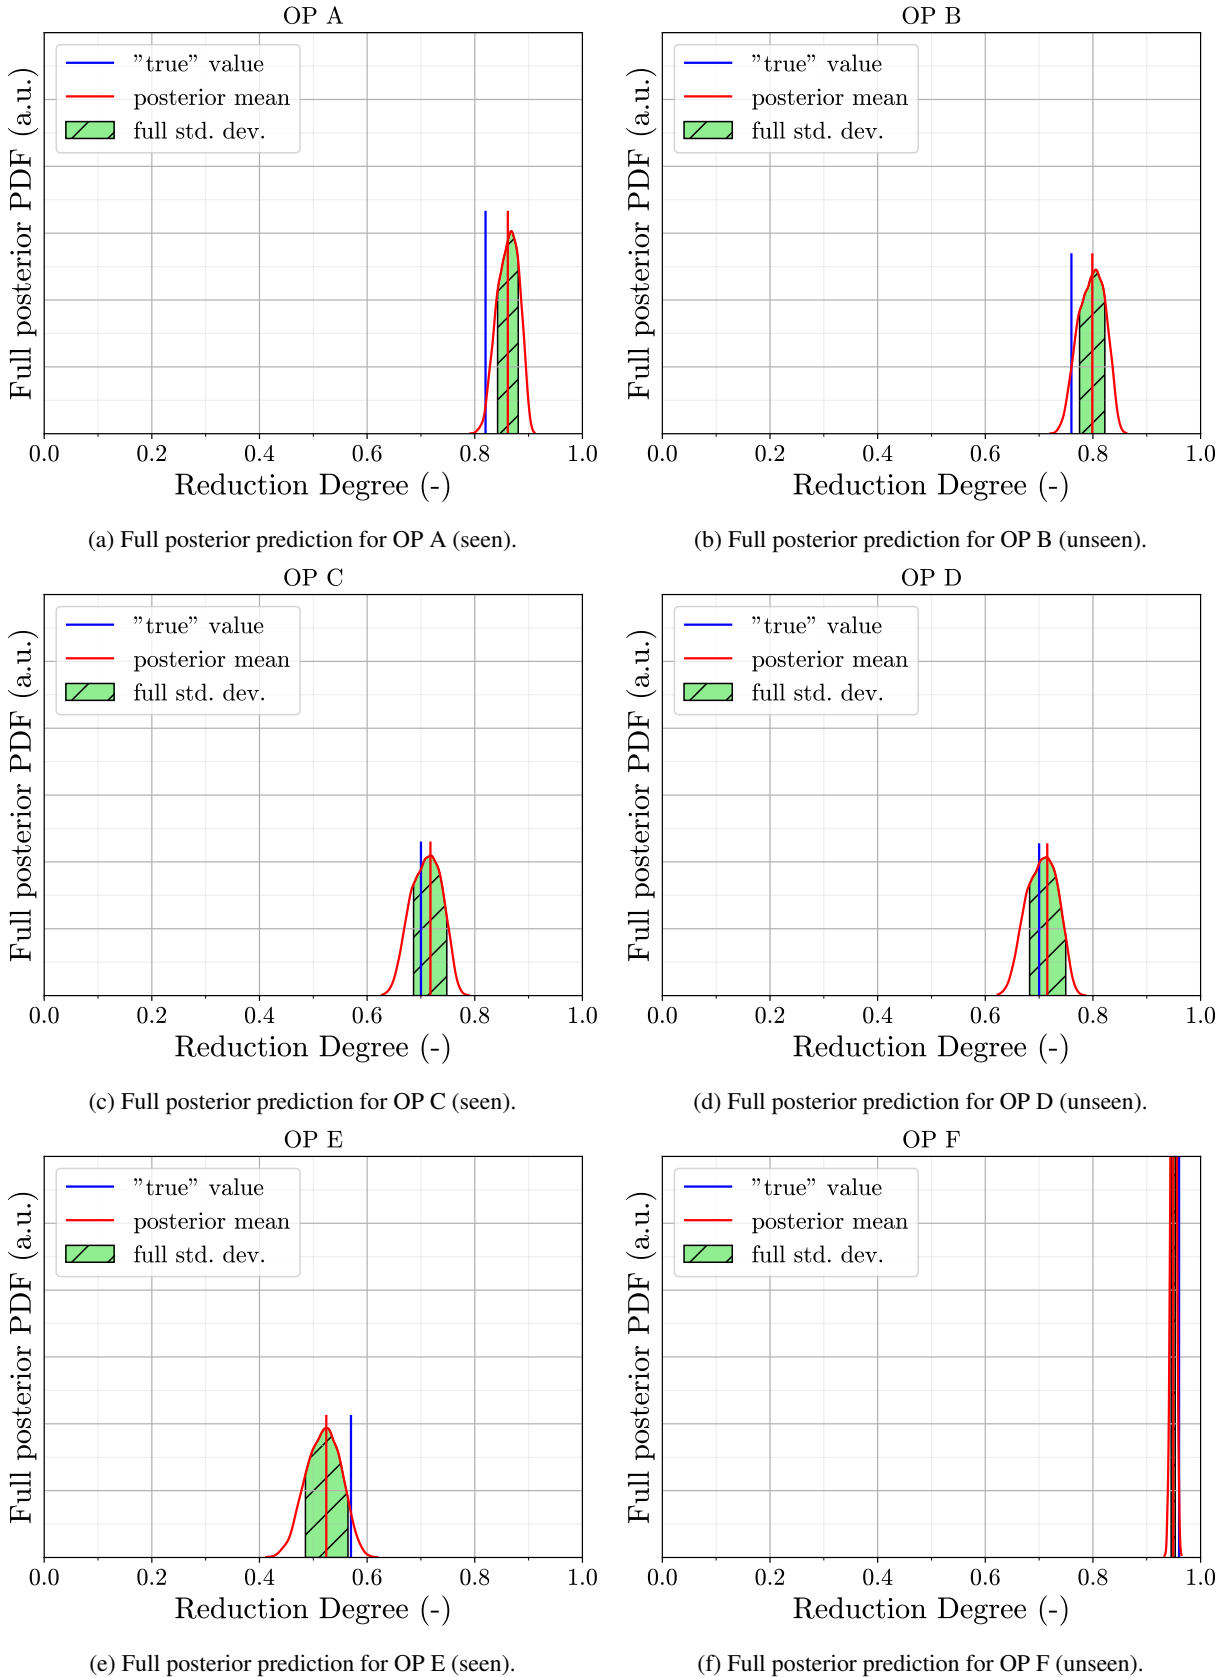 OP A
Full posterior PDF (a.u.)
"true" value
posterior mean
full std. dev.
0.0 0.2 0.4 0.6 0.8 1.0
Reduction Degree (-)
(a) Full posterior prediction for OP A (seen).
OP B
Full posterior PDF (a.u.)
"true" value
posterior mean
full std. dev.
0.0 0.2 0.4 0.6 0.8 1.0
Reduction Degree (-)
(b) Full posterior prediction for OP B (unseen).
OP C
Full posterior PDF (a.u.)
"true" value
posterior mean
full std. dev.
0.0 0.2 0.4 0.6 0.8 1.0
Reduction Degree (-)
(c) Full posterior prediction for OP C (seen).
OP D
Full posterior PDF (a.u.)
"true" value
posterior mean
full std. dev.
0.0 0.2 0.4 0.6 0.8 1.0
Reduction Degree (-)
(d) Full posterior prediction for OP D (unseen).
OP E
Full posterior PDF (a.u.)
"true" value
posterior mean
full std. dev.
0.0 0.2 0.4 0.6 0.8 1.0
Reduction Degree (-)
(e) Full posterior prediction for OP E (seen).
OP F
Full posterior PDF (a.u.)
"true" value
posterior mean
full std. dev.
0.0 0.2 0.4 0.6 0.8 1.0
Reduction Degree (-)
(f) Full posterior prediction for OP F (unseen).